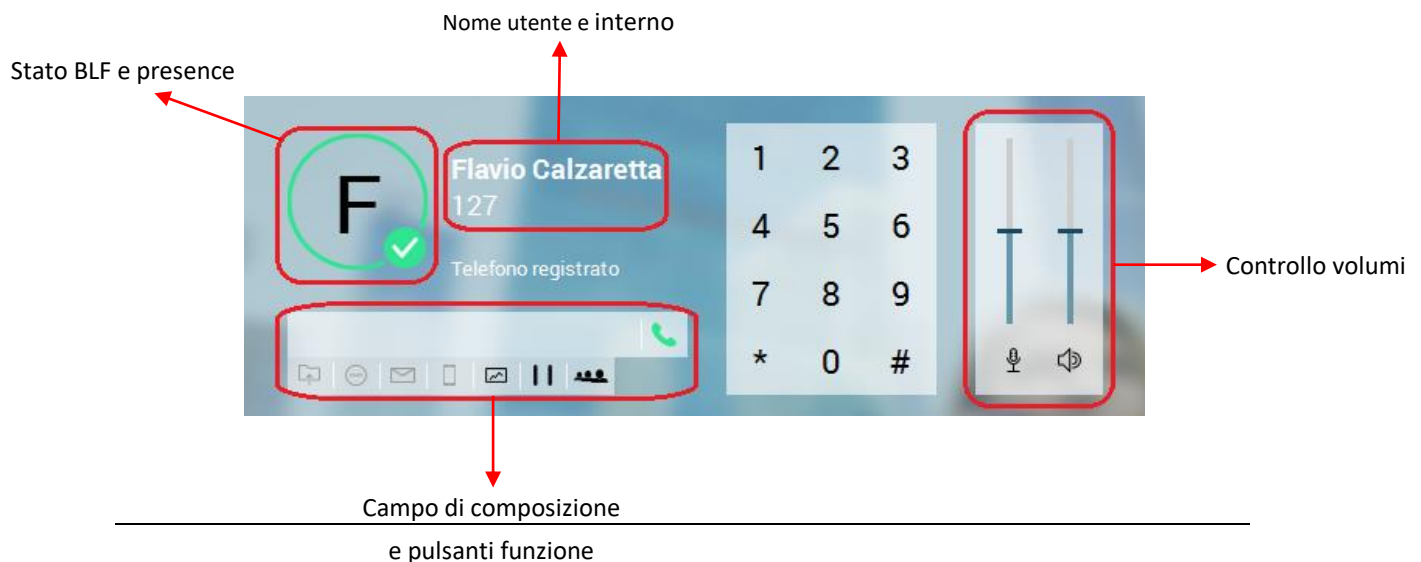 Nome utente e interno
Stato BLF e presence
F
Flavio Calzaretta
127
Telefono registrato
1 2 3
4 5 6
7 8 9
* 0 #
Controllo volumi
Campo di composizione
e pulsanti funzione